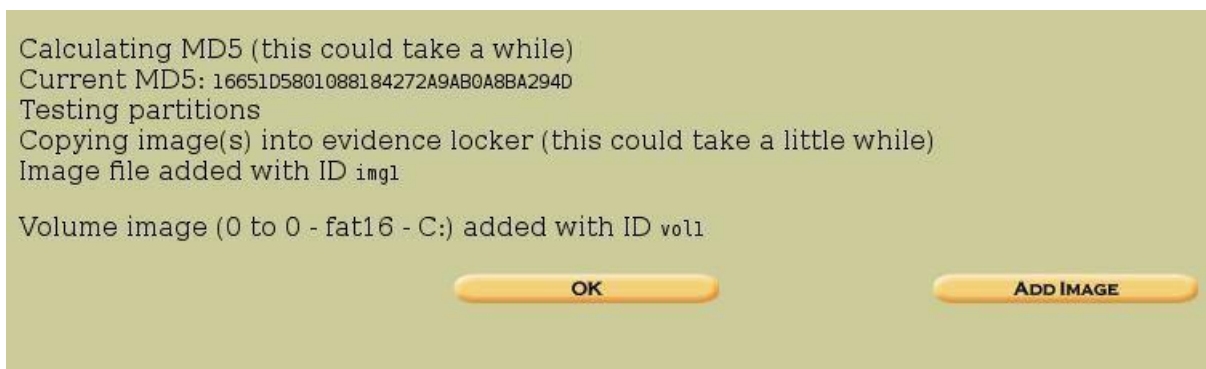 Calculating MD5 (this could take a while)
Current MD5: 16651D5801088184272A9AB0A8BA294D
Testing partitions
Copying image(s) into evidence locker (this could take a little while)
Image file added with ID img1
Volume image (0 to 0 - fat16 - C:) added with ID vol1
OK
ADD IMAGE